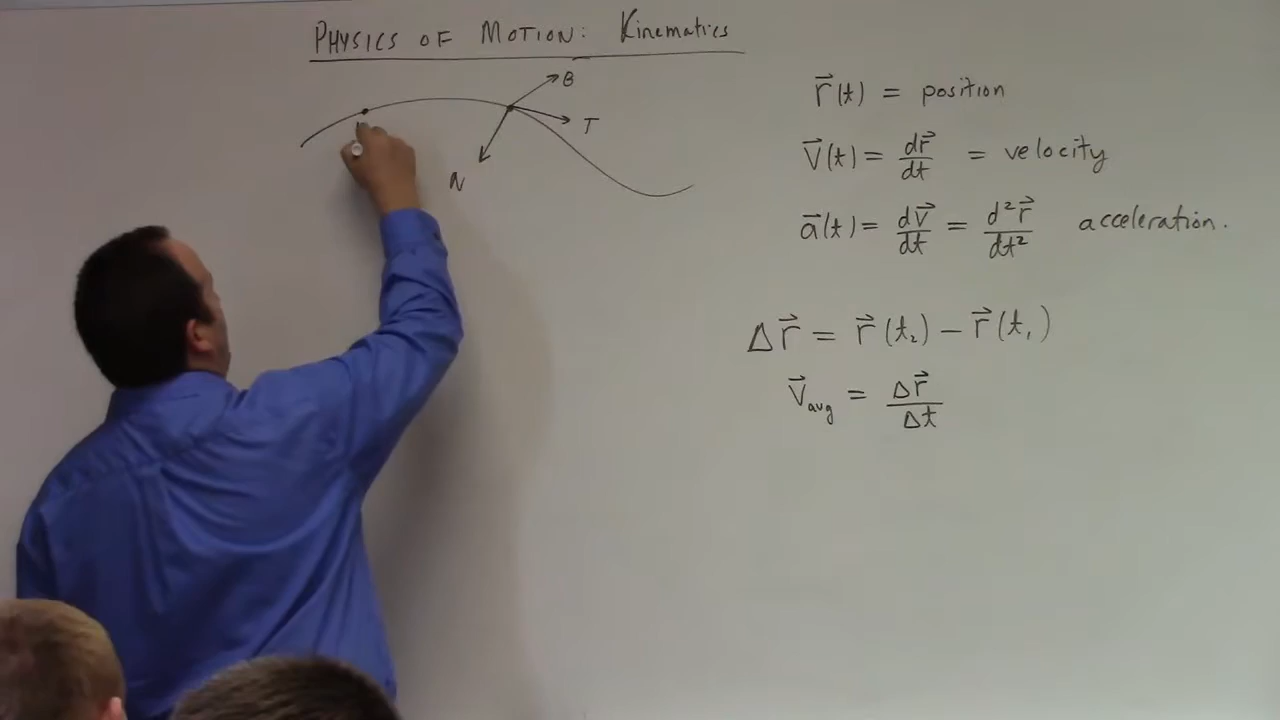 PHYSICS OF MOTION: Kinematics
B
T
N
r⃗(t) = position
V⃗(t) = dr⃗/dt = velocity
a⃗(t) = dV⃗/dt = d²r⃗/dt² acceleration.
Δr⃗ = r⃗(t₂) – r⃗(t₁)
V⃗avg = Δr⃗/Δt